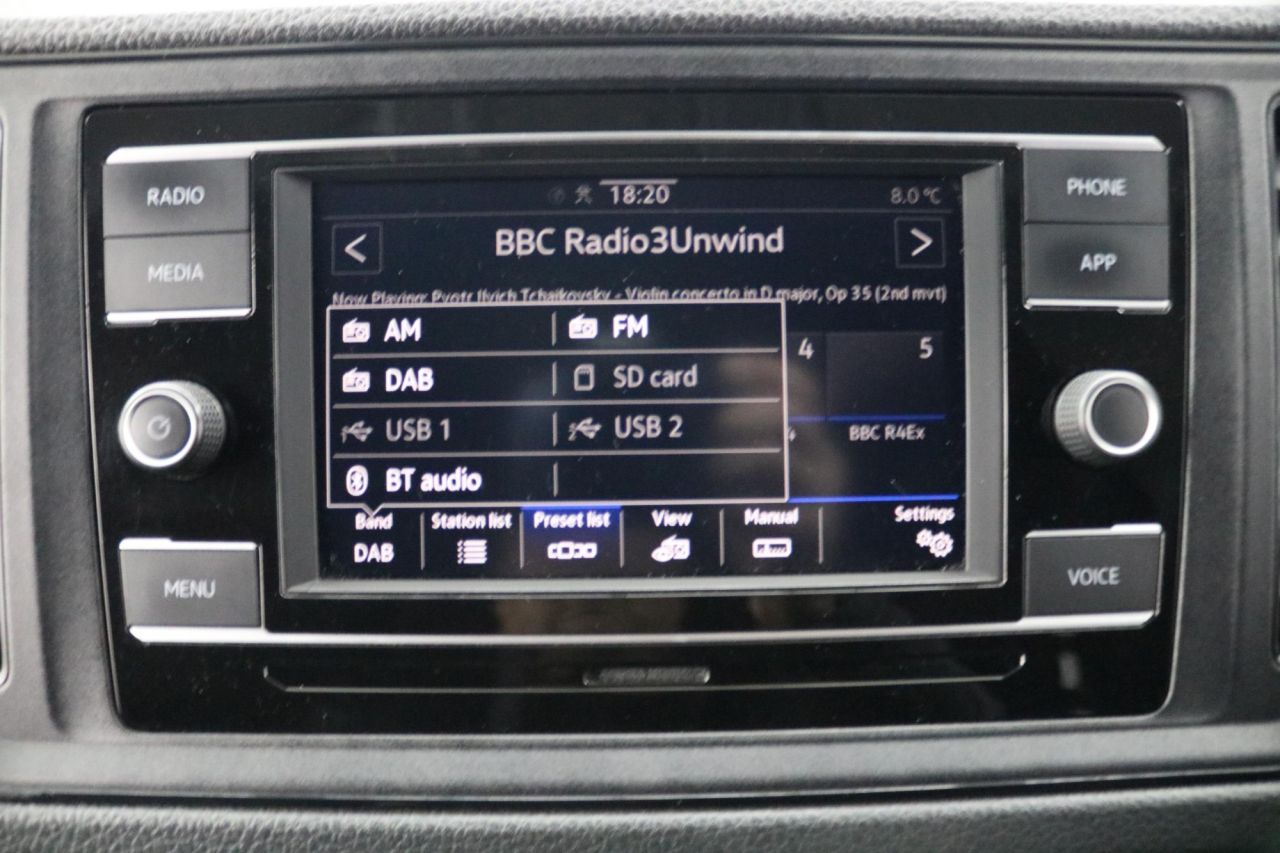 RADIO
MEDIA
MENU
PHONE
APP
VOICE
18:20
8.0 °C
< BBC Radio3Unwind >
Now Playing: Pyotr Ilyich Tchaikovsky - Violin concerto in D major, Op 35 (2nd mvt)
AM
FM
DAB
SD card
USB 1
USB 2
BT audio
4
5
BBC R4Ex
Band
DAB
Station list
Preset list
View
Manual
Settings